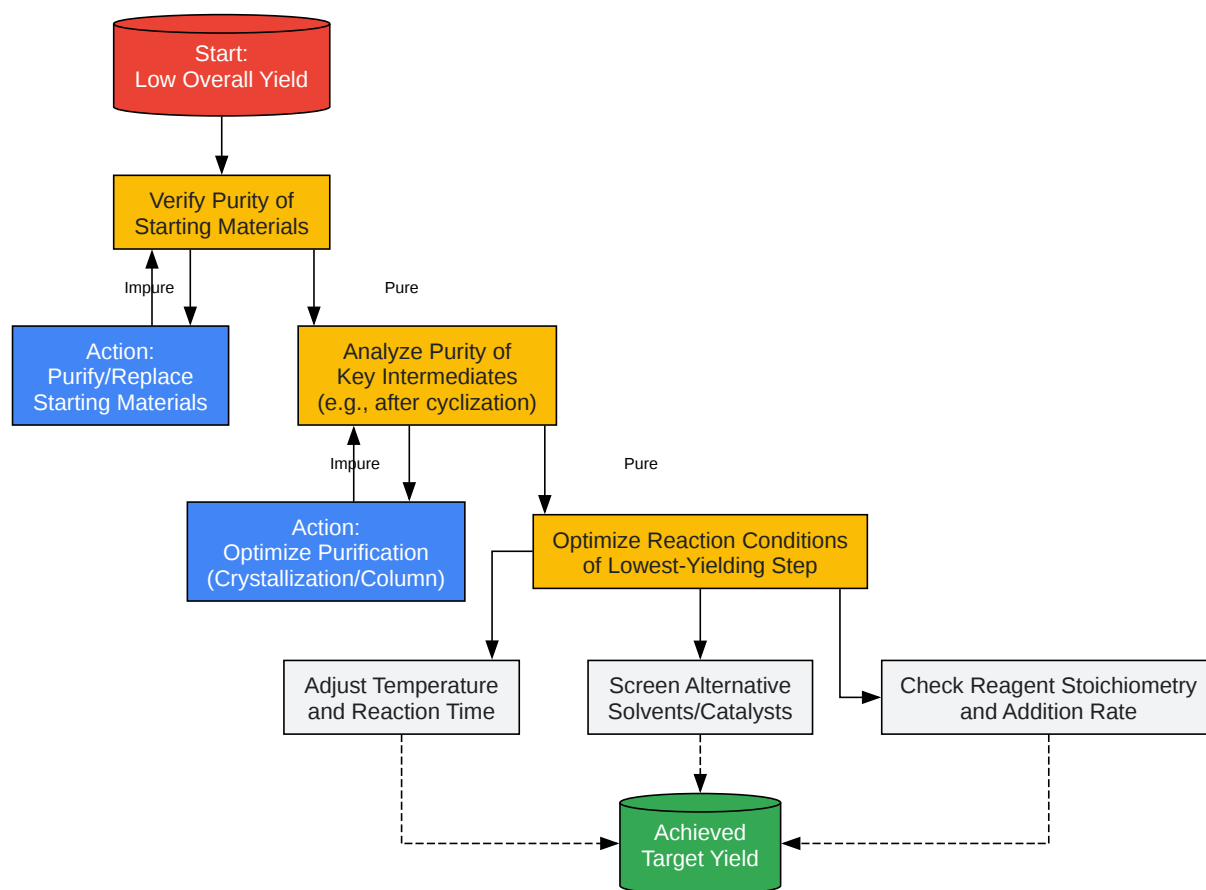 Start:
Low Overall Yield
Verify Purity of
Starting Materials
Impure
Pure
Action:
Purify/Replace
Starting Materials
Analyze Purity of
Key Intermediates
(e.g., after cyclization)
Impure
Pure
Action:
Optimize Purification
(Crystallization/Column)
Optimize Reaction Conditions
of Lowest-Yielding Step
Adjust Temperature
and Reaction Time
Screen Alternative
Solvents/Catalysts
Check Reagent Stoichiometry
and Addition Rate
Achieved
Target Yield